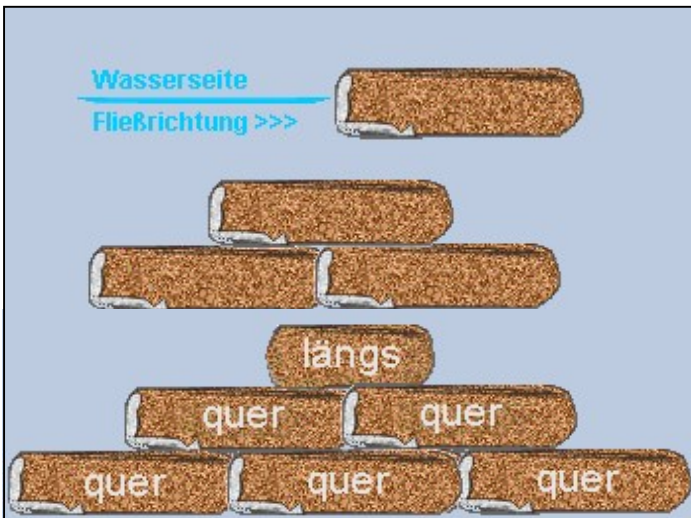 Wasserseite
Fließrichtung >>>
längs
quer quer
quer quer quer